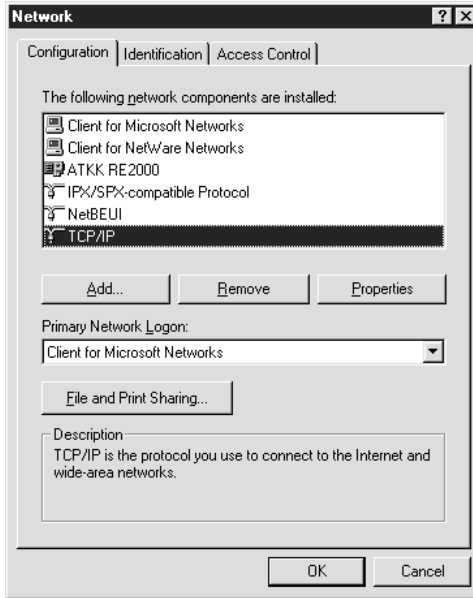 Network
Configuration Identification Access Control
The following network components are installed:
Client for Microsoft Networks
Client for NetWare Networks
ATKK RE2000
IPX/SPX-compatible Protocol
NetBEUI
TCP/IP
Add... Remove Properties
Primary Network Logon:
Client for Microsoft Networks
File and Print Sharing...
Description
TCP/IP is the protocol you use to connect to the Internet and
wide-area networks.
OK Cancel